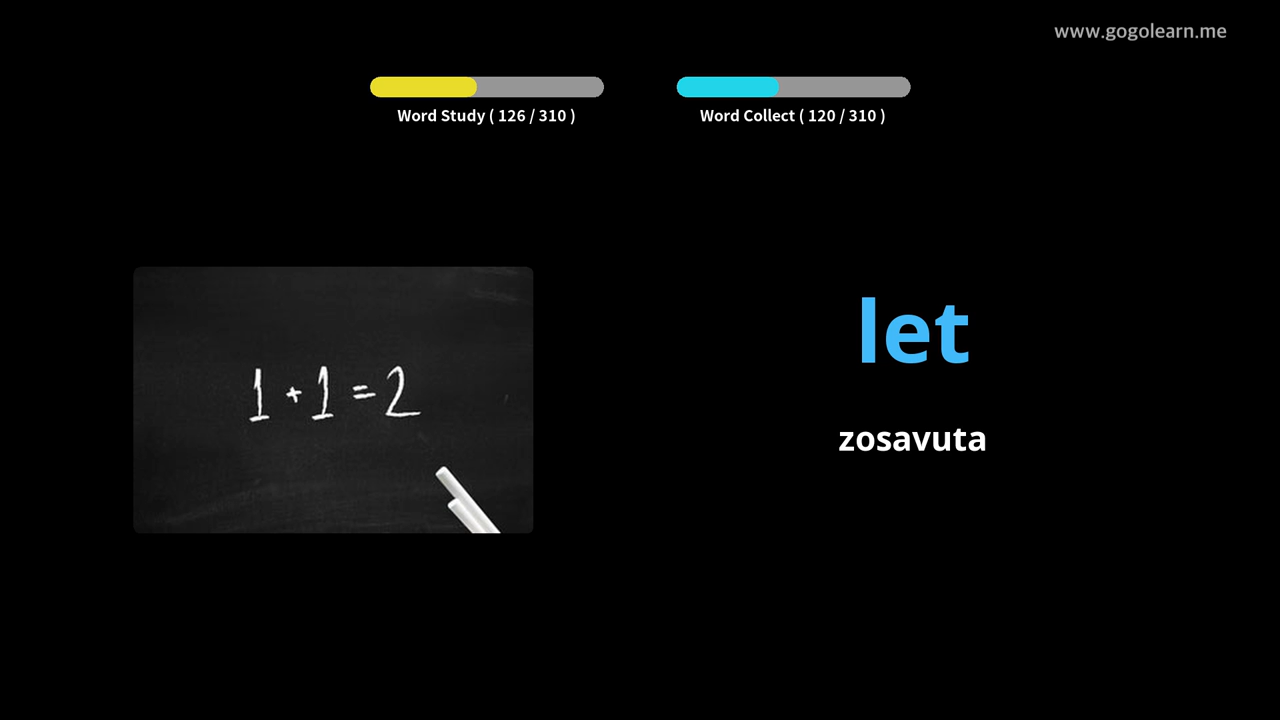 www.gogolearn.me
Word Study ( 126 / 310 )
Word Collect ( 120 / 310 )
1 + 1 = 2
let
zosavuta